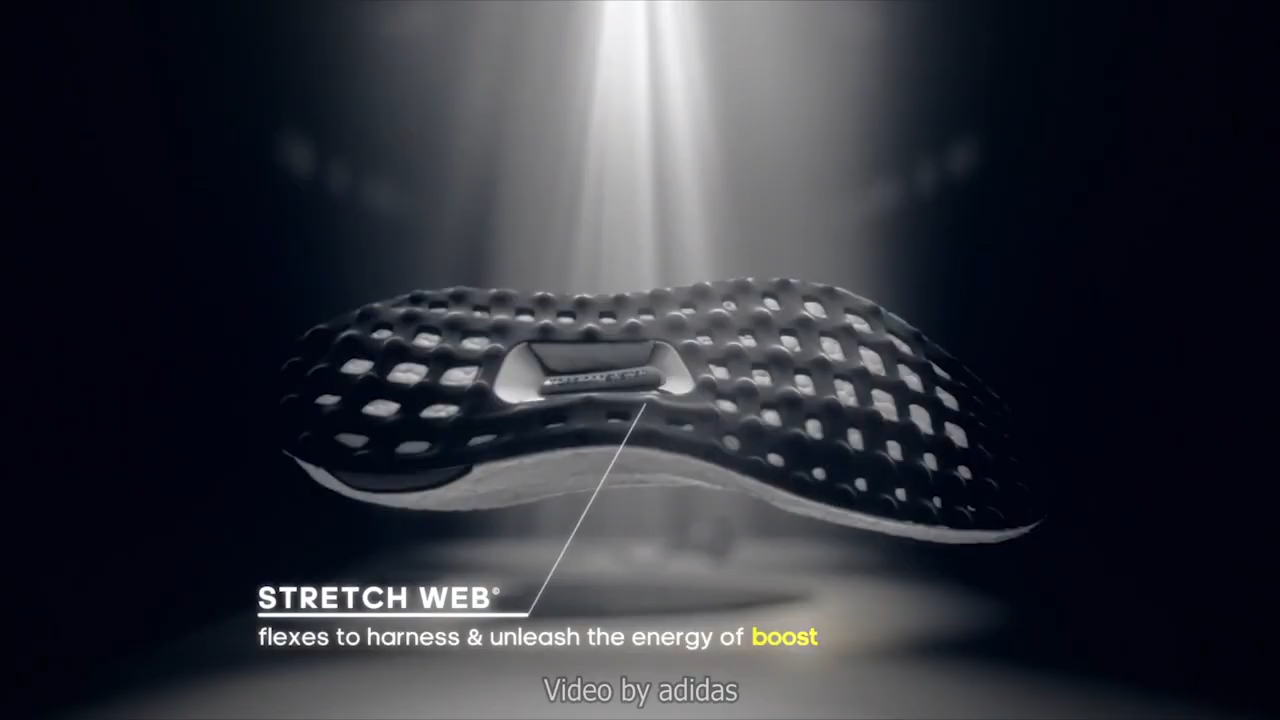 STRETCH WEB®
flexes to harness & unleash the energy of boost
Video by adidas